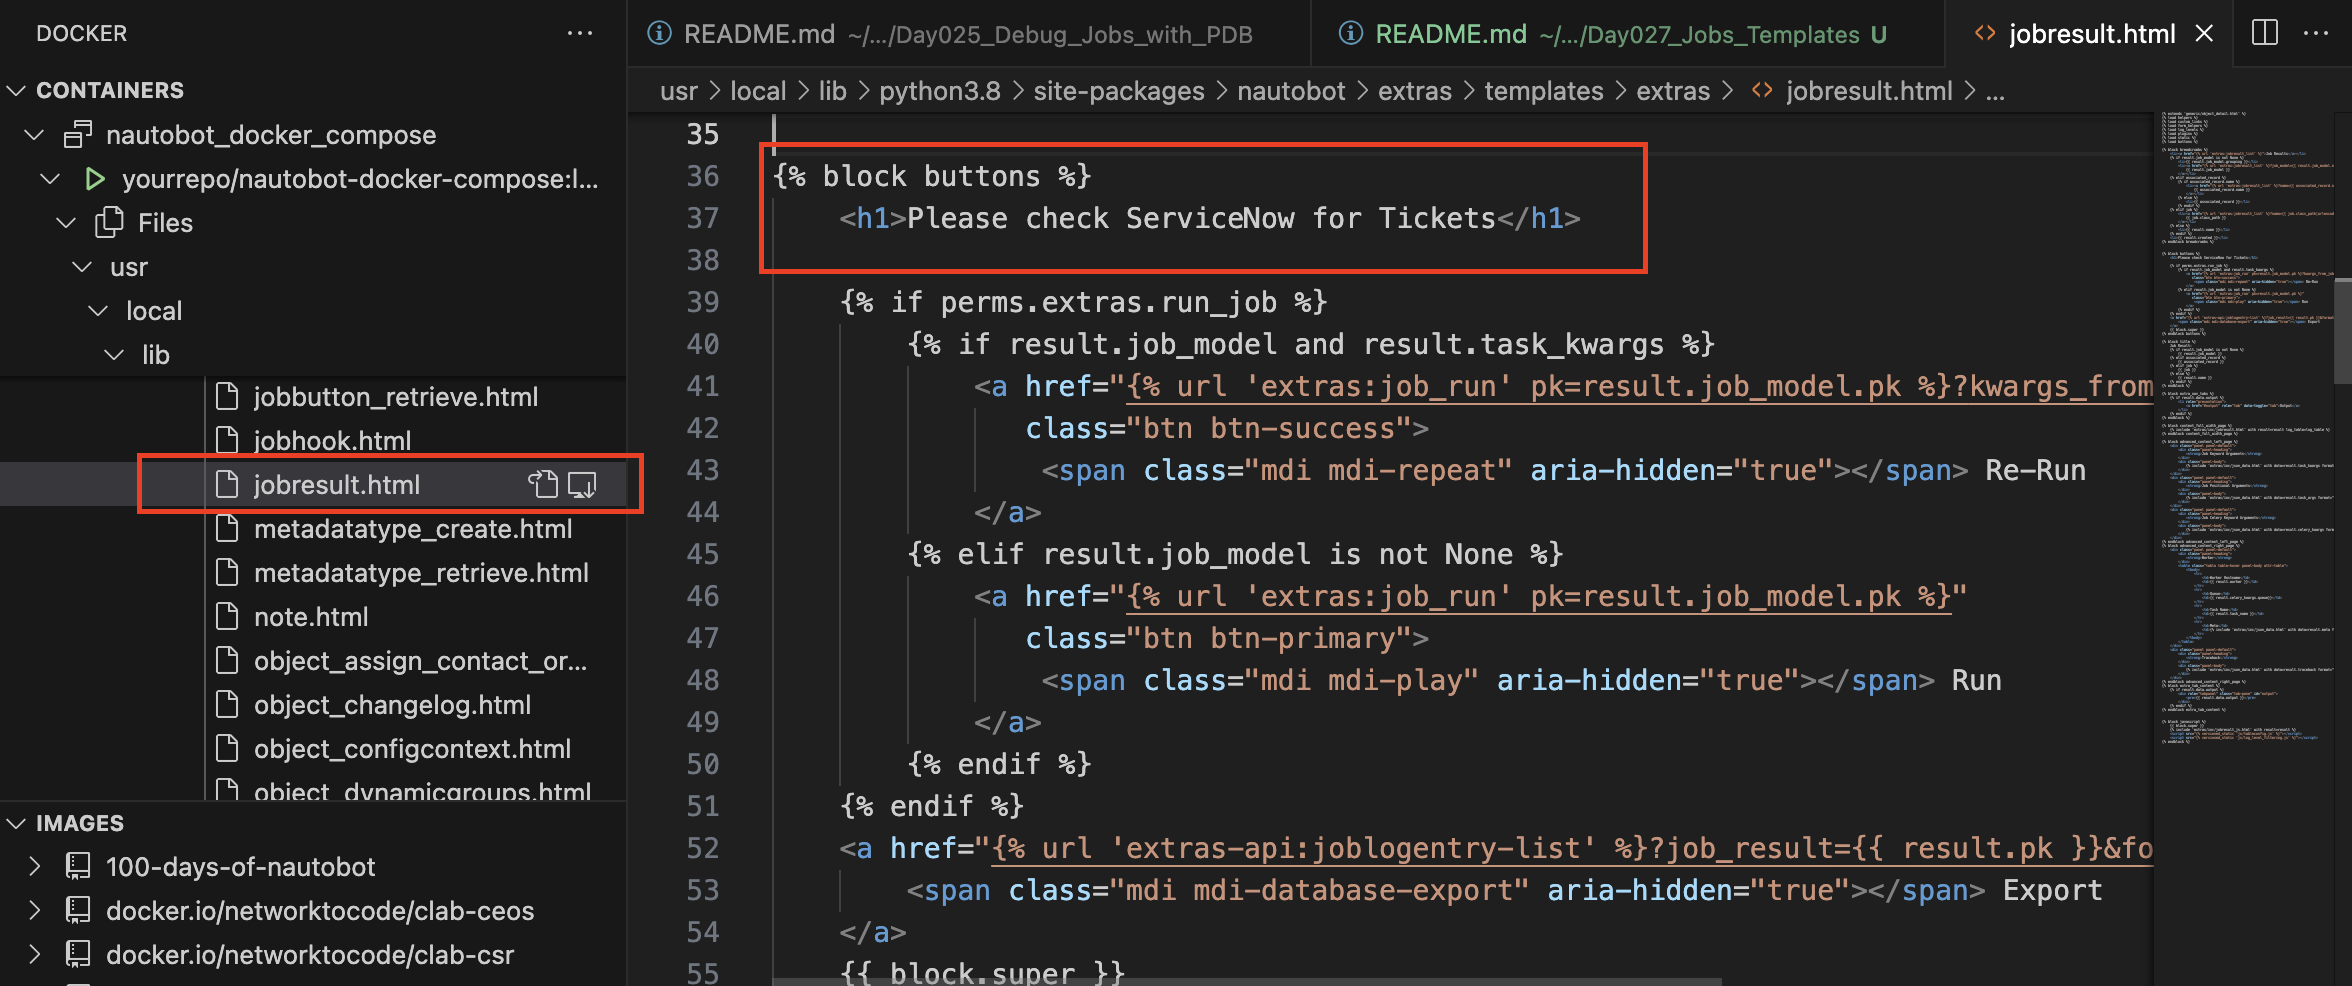 DOCKER
CONTAINERS
nautobot_docker_compose
yourrepo/nautobot-docker-compose:l...
Files
usr
local
lib
jobbutton_retrieve.html
jobhook.html
jobresult.html
metadatatype_create.html
metadatatype_retrieve.html
note.html
object_assign_contact_or...
object_changelog.html
object_configcontext.html
object_dynamicgroups.html
IMAGES
100-days-of-nautobot
docker.io/networktocode/clab-ceos
docker.io/networktocode/clab-csr
README.md ~/.../Day025_Debug_Jobs_with_PDB
README.md ~/.../Day027_Jobs_Templates U
jobresult.html
usr > local > lib > python3.8 > site-packages > nautobot > extras > templates > extras > jobresult.html > ...
35
36 {% block buttons %}
37 <h1>Please check ServiceNow for Tickets</h1>
38
39 {% if perms.extras.run_job %}
40 {% if result.job_model and result.task_kwargs %}
41 <a href="{% url 'extras:job_run' pk=result.job_model.pk %}?kwargs_from
42 class="btn btn-success">
43 <span class="mdi mdi-repeat" aria-hidden="true"></span> Re-Run
44 </a>
45 {% elif result.job_model is not None %}
46 <a href="{% url 'extras:job_run' pk=result.job_model.pk %}"
47 class="btn btn-primary">
48 <span class="mdi mdi-play" aria-hidden="true"></span> Run
49 </a>
50 {% endif %}
51 {% endif %}
52 <a href="{% url 'extras-api:joblogentry-list' %}?job_result={{ result.pk }}&fo
53 <span class="mdi mdi-database-export" aria-hidden="true"></span> Export
54 </a>
55 {{ block.super }}